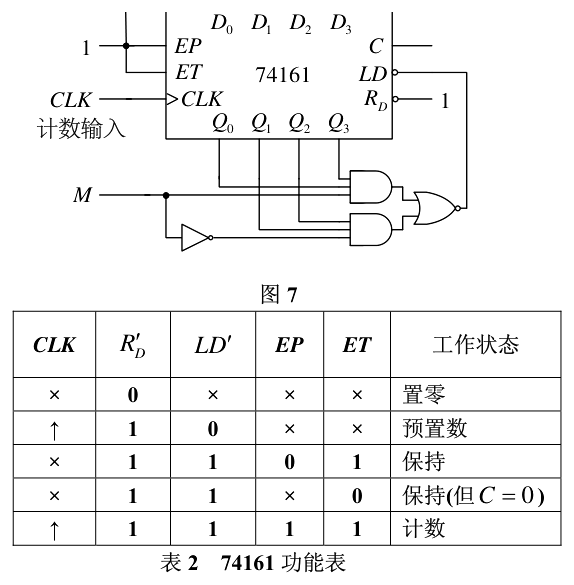 D0 D1 D2 D3
1 EP C
ET 74161 LD
CLK CLK RD 1
计数输入 Q0 Q1 Q2 Q3
M
图 7
CLK R′D LD′ EP ET 工作状态
× 0 × × × 置零
↑ 1 0 × × 预置数
× 1 1 0 1 保持
× 1 1 × 0 保持(但 C = 0 )
↑ 1 1 1 1 计数
表 2 74161 功能表